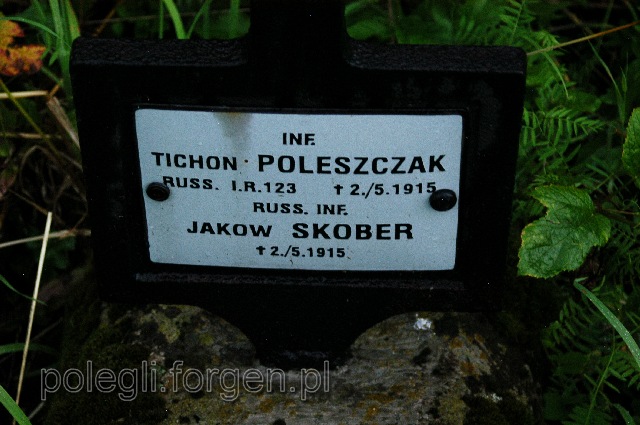 INF.
TICHON POLESZCZAK
RUSS. I.R.123 † 2./5.1915
RUSS. INF.
JAKOW SKOBER
† 2./5.1915
polegli.forgen.pl